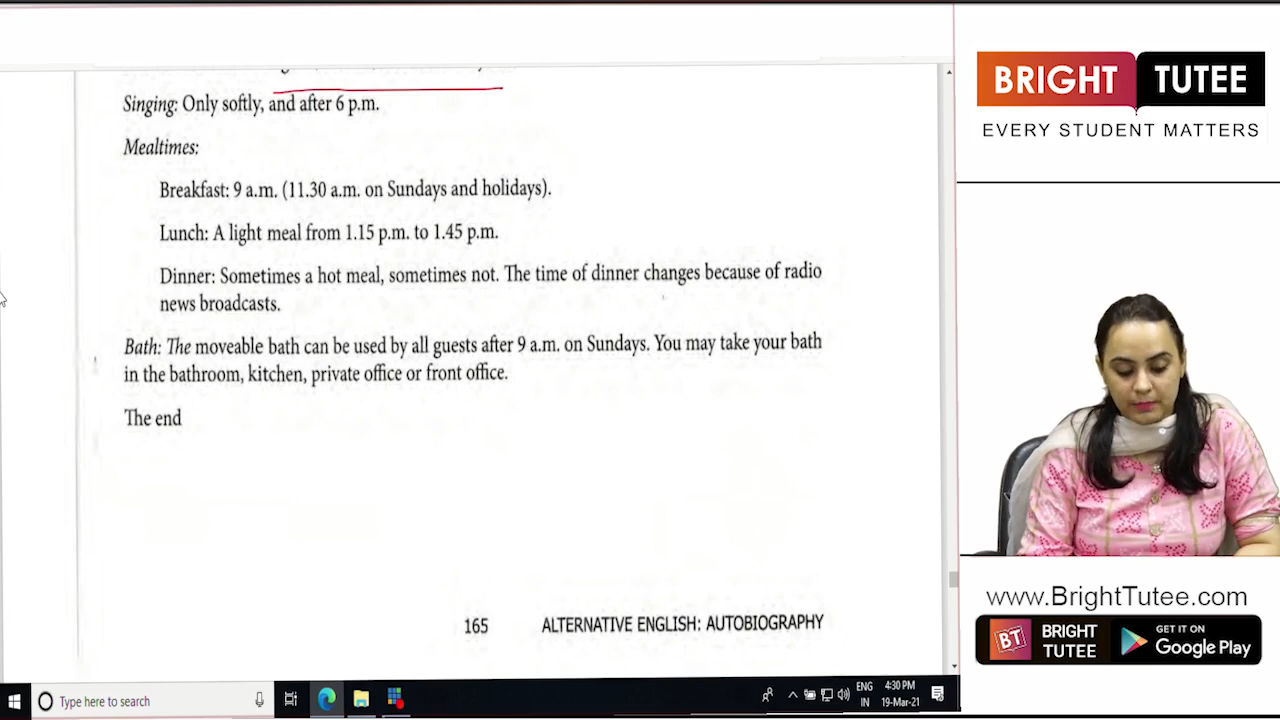 Singing: Only softly, and after 6 p.m.
Mealtimes:
Breakfast: 9 a.m. (11.30 a.m. on Sundays and holidays).
Lunch: A light meal from 1.15 p.m. to 1.45 p.m.
Dinner: Sometimes a hot meal, sometimes not. The time of dinner changes because of radio
news broadcasts.
Bath: The moveable bath can be used by all guests after 9 a.m. on Sundays. You may take your bath
in the bathroom, kitchen, private office or front office.
The end
165 ALTERNATIVE ENGLISH: AUTOBIOGRAPHY
BRIGHT TUTEE
EVERY STUDENT MATTERS
www.BrightTutee.com
BT
BRIGHT
TUTEE
GET IT ON
Google Play
Type here to search
ENG
IN
4:30 PM
19-Mar-21